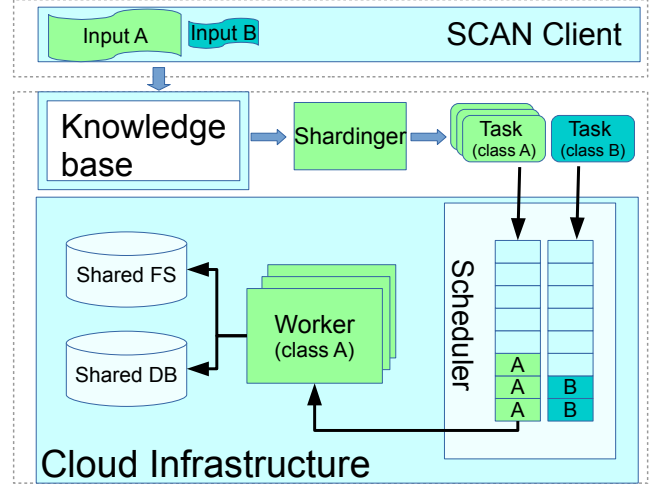 Input A
Input B
SCAN Client
Knowledge
base
Shardinger
Task
(class A)
Task
(class B)
Shared FS
Shared DB
Worker
(class A)
Scheduler
A
A
B
A
B
Cloud Infrastructure